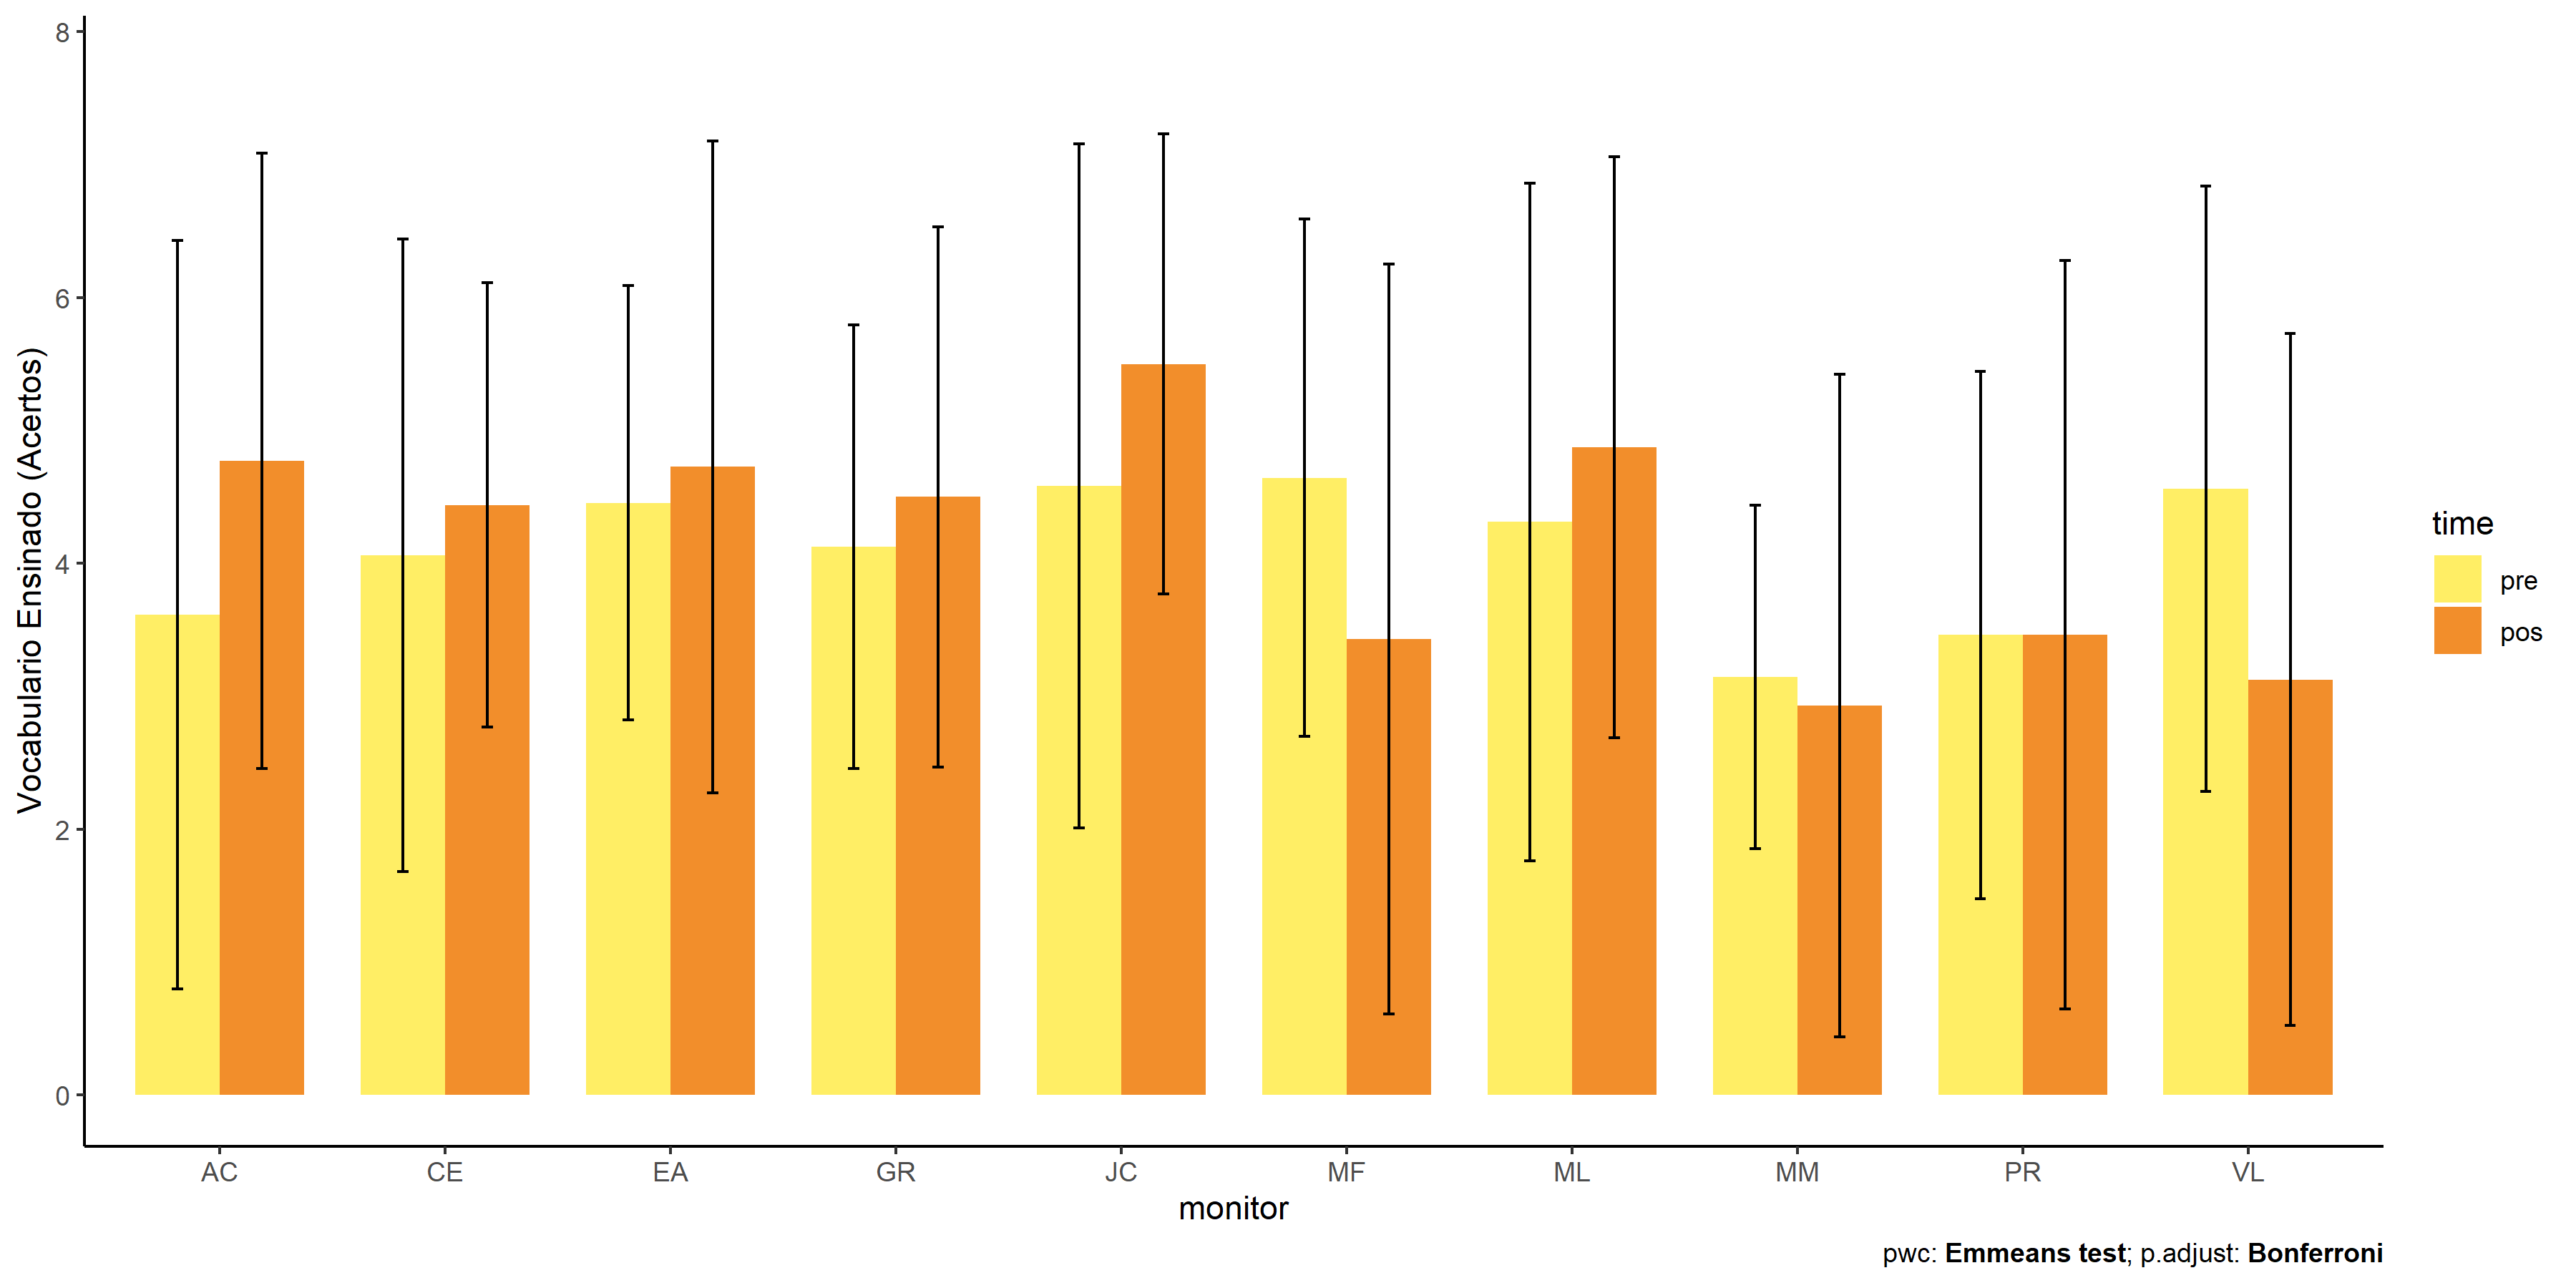 Vocabulario Ensinado (Acertos)
8
6
4
2
0
AC CE EA GR JC MF ML MM PR VL
monitor
time
pre
pos
pwc: Emmeans test; p.adjust: Bonferroni